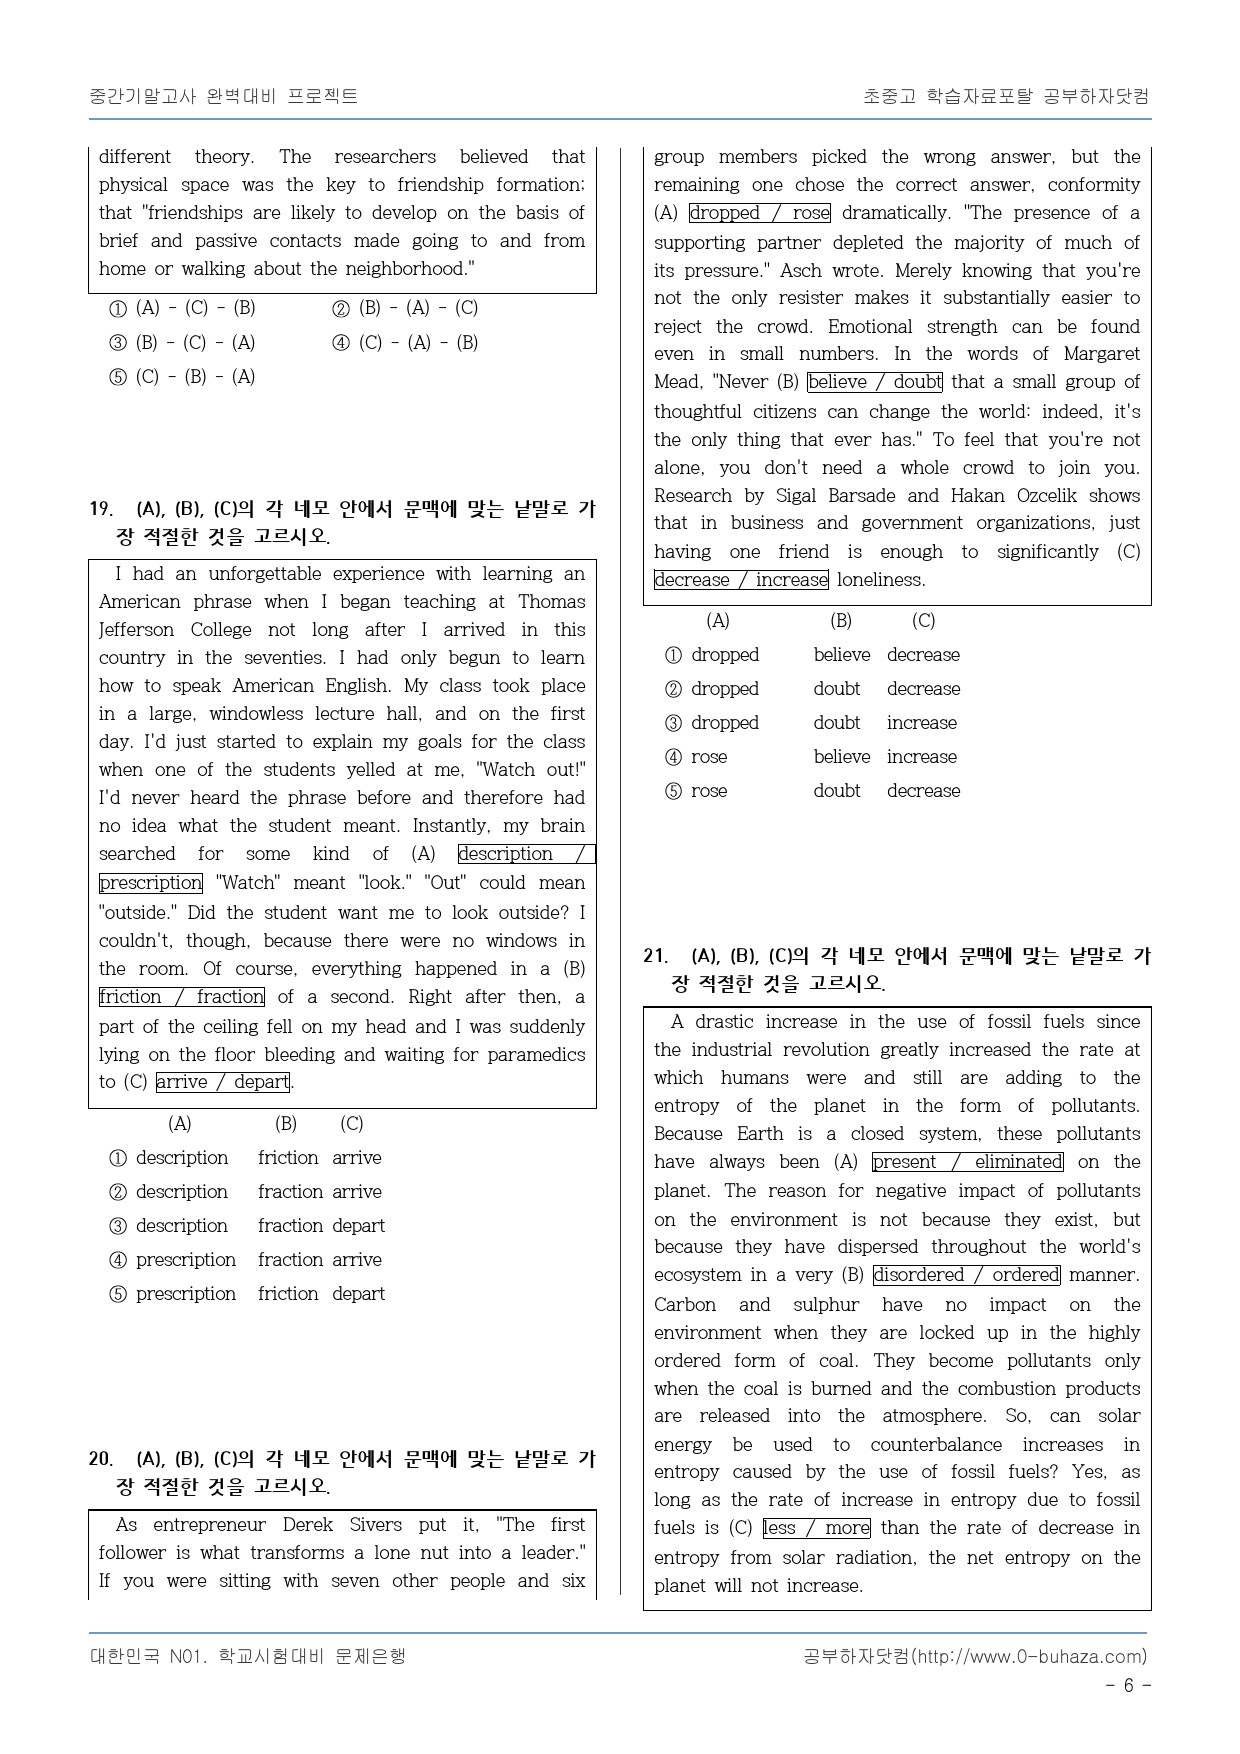 중간기말고사 완벽대비 프로젝트
초중고 학습자료포탈 공부하자닷컴
different theory. The researchers believed that
physical space was the key to friendship formation;
that "friendships are likely to develop on the basis of
brief and passive contacts made going to and from
home or walking about the neighborhood."
① (A) - (C) - (B) ② (B) - (A) - (C)
③ (B) - (C) - (A) ④ (C) - (A) - (B)
⑤ (C) - (B) - (A)
19. (A), (B), (C)의 각 네모 안에서 문맥에 맞는 낱말로 가
장 적절한 것을 고르시오.
I had an unforgettable experience with learning an
American phrase when I began teaching at Thomas
Jefferson College not long after I arrived in this
country in the seventies. I had only begun to learn
how to speak American English. My class took place
in a large, windowless lecture hall, and on the first
day. I'd just started to explain my goals for the class
when one of the students yelled at me, "Watch out!"
I'd never heard the phrase before and therefore had
no idea what the student meant. Instantly, my brain
searched for some kind of (A) description /
prescription "Watch" meant "look." "Out" could mean
"outside." Did the student want me to look outside? I
couldn't, though, because there were no windows in
the room. Of course, everything happened in a (B)
friction / fraction of a second. Right after then, a
part of the ceiling fell on my head and I was suddenly
lying on the floor bleeding and waiting for paramedics
to (C) arrive / depart.
(A) (B) (C)
① description friction arrive
② description fraction arrive
③ description fraction depart
④ prescription fraction arrive
⑤ prescription friction depart
20. (A), (B), (C)의 각 네모 안에서 문맥에 맞는 낱말로 가
장 적절한 것을 고르시오.
As entrepreneur Derek Sivers put it, "The first
follower is what transforms a lone nut into a leader."
If you were sitting with seven other people and six
group members picked the wrong answer, but the
remaining one chose the correct answer, conformity
(A) dropped / rose dramatically. "The presence of a
supporting partner depleted the majority of much of
its pressure." Asch wrote. Merely knowing that you're
not the only resister makes it substantially easier to
reject the crowd. Emotional strength can be found
even in small numbers. In the words of Margaret
Mead, "Never (B) believe / doubt that a small group of
thoughtful citizens can change the world: indeed, it's
the only thing that ever has." To feel that you're not
alone, you don't need a whole crowd to join you.
Research by Sigal Barsade and Hakan Ozcelik shows
that in business and government organizations, just
having one friend is enough to significantly (C)
decrease / increase loneliness.
(A) (B) (C)
① dropped believe decrease
② dropped doubt decrease
③ dropped doubt increase
④ rose believe increase
⑤ rose doubt decrease
21. (A), (B), (C)의 각 네모 안에서 문맥에 맞는 낱말로 가
장 적절한 것을 고르시오.
A drastic increase in the use of fossil fuels since
the industrial revolution greatly increased the rate at
which humans were and still are adding to the
entropy of the planet in the form of pollutants.
Because Earth is a closed system, these pollutants
have always been (A) present / eliminated on the
planet. The reason for negative impact of pollutants
on the environment is not because they exist, but
because they have dispersed throughout the world's
ecosystem in a very (B) disordered / ordered manner.
Carbon and sulphur have no impact on the
environment when they are locked up in the highly
ordered form of coal. They become pollutants only
when the coal is burned and the combustion products
are released into the atmosphere. So, can solar
energy be used to counterbalance increases in
entropy caused by the use of fossil fuels? Yes, as
long as the rate of increase in entropy due to fossil
fuels is (C) less / more than the rate of decrease in
entropy from solar radiation, the net entropy on the
planet will not increase.
대한민국 N01. 학교시험대비 문제은행
공부하자닷컴(http://www.0-buhaza.com)
- 6 -